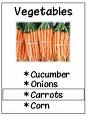 Vegetables
* Cucumber
* Onions
* Carrots
* Corn